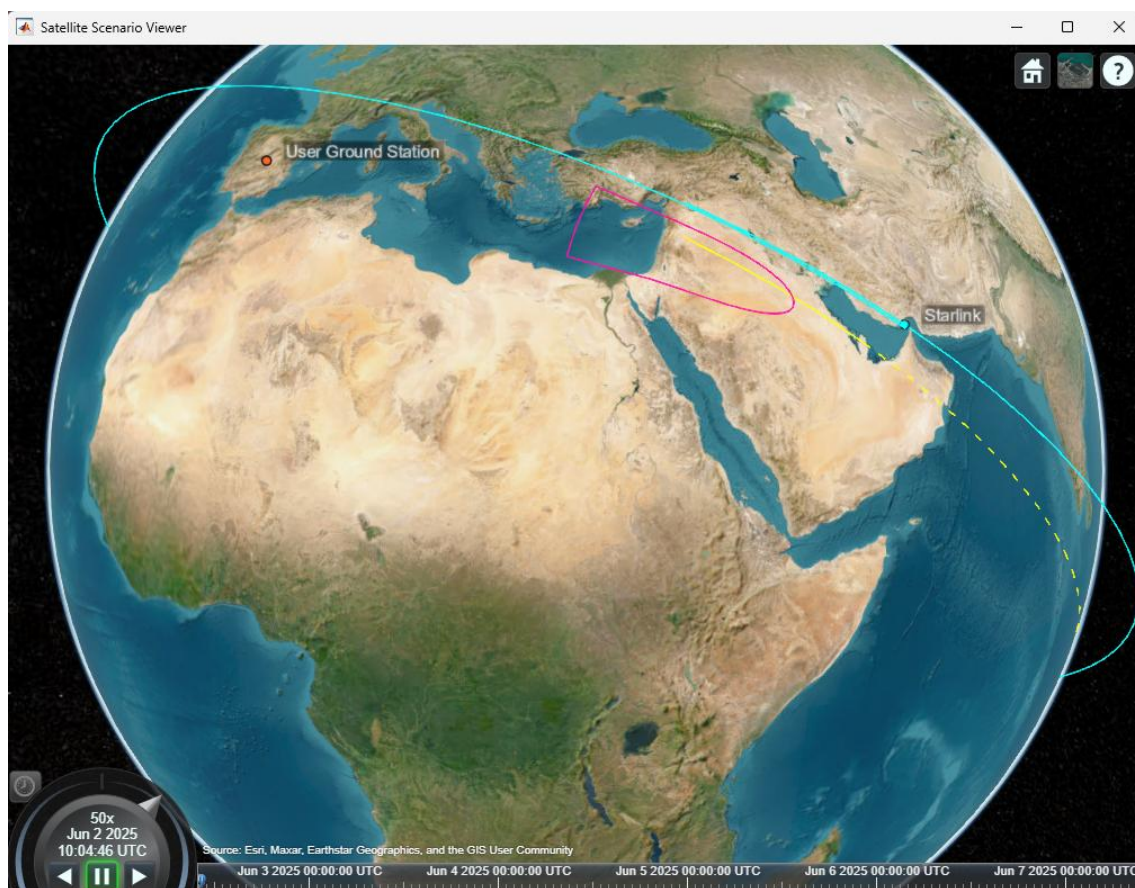 Satellite Scenario Viewer
?
User Ground Station
Starlink
50x
Jun 2 2025
10:04:46 UTC
Source: Esri, Maxar, Earthstar Geographics, and the GIS User Community
Jun 3 2025 00:00:00 UTC
Jun 4 2025 00:00:00 UTC
Jun 5 2025 00:00:00 UTC
Jun 6 2025 00:00:00 UTC
Jun 7 2025 00:00:00 UTC